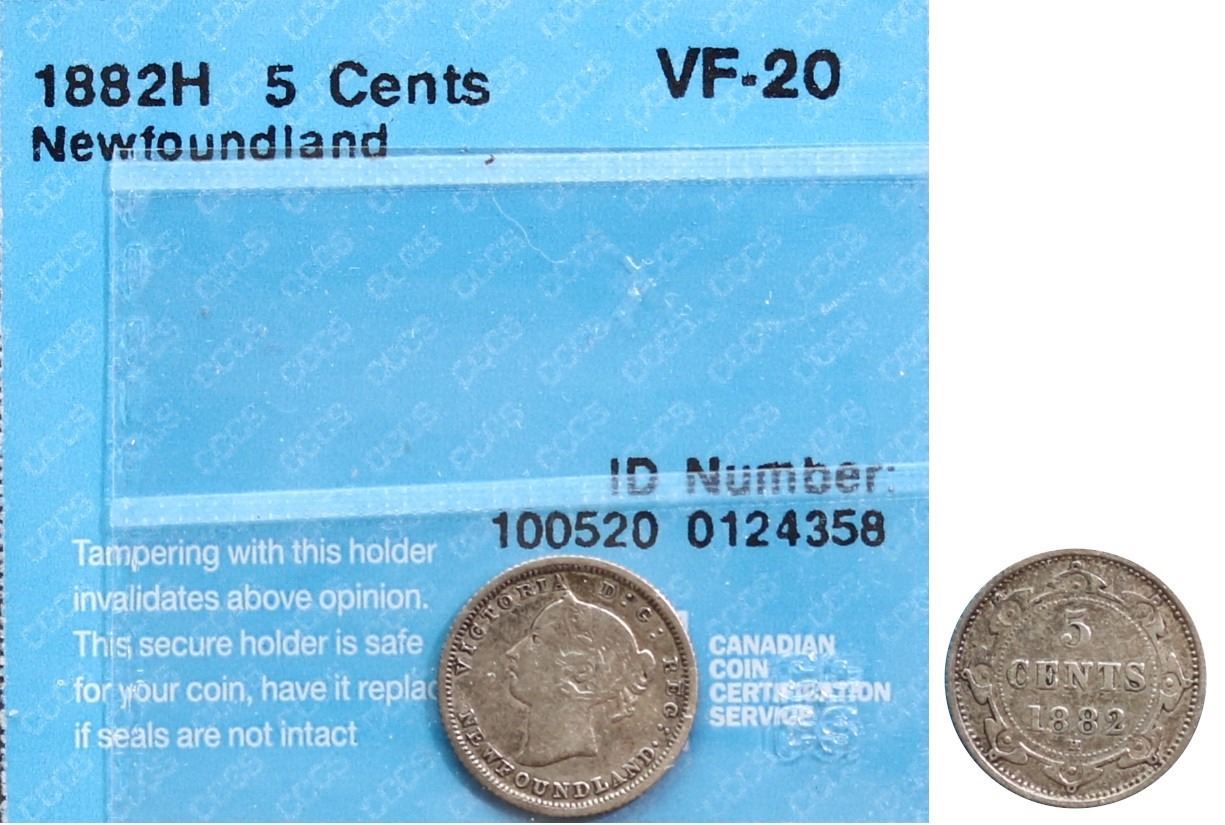 1882H 5 Cents VF-20
Newfoundland
ID Number:
100520 0124358
Tampering with this holder
invalidates above opinion.
This secure holder is safe
for your coin, have it replac
if seals are not intact
CANADIAN
COIN
CERTIFICATION
SERVICE
VICTORIA D:G: REG:
NEWFOUNDLAND
5
CENTS
1882
H